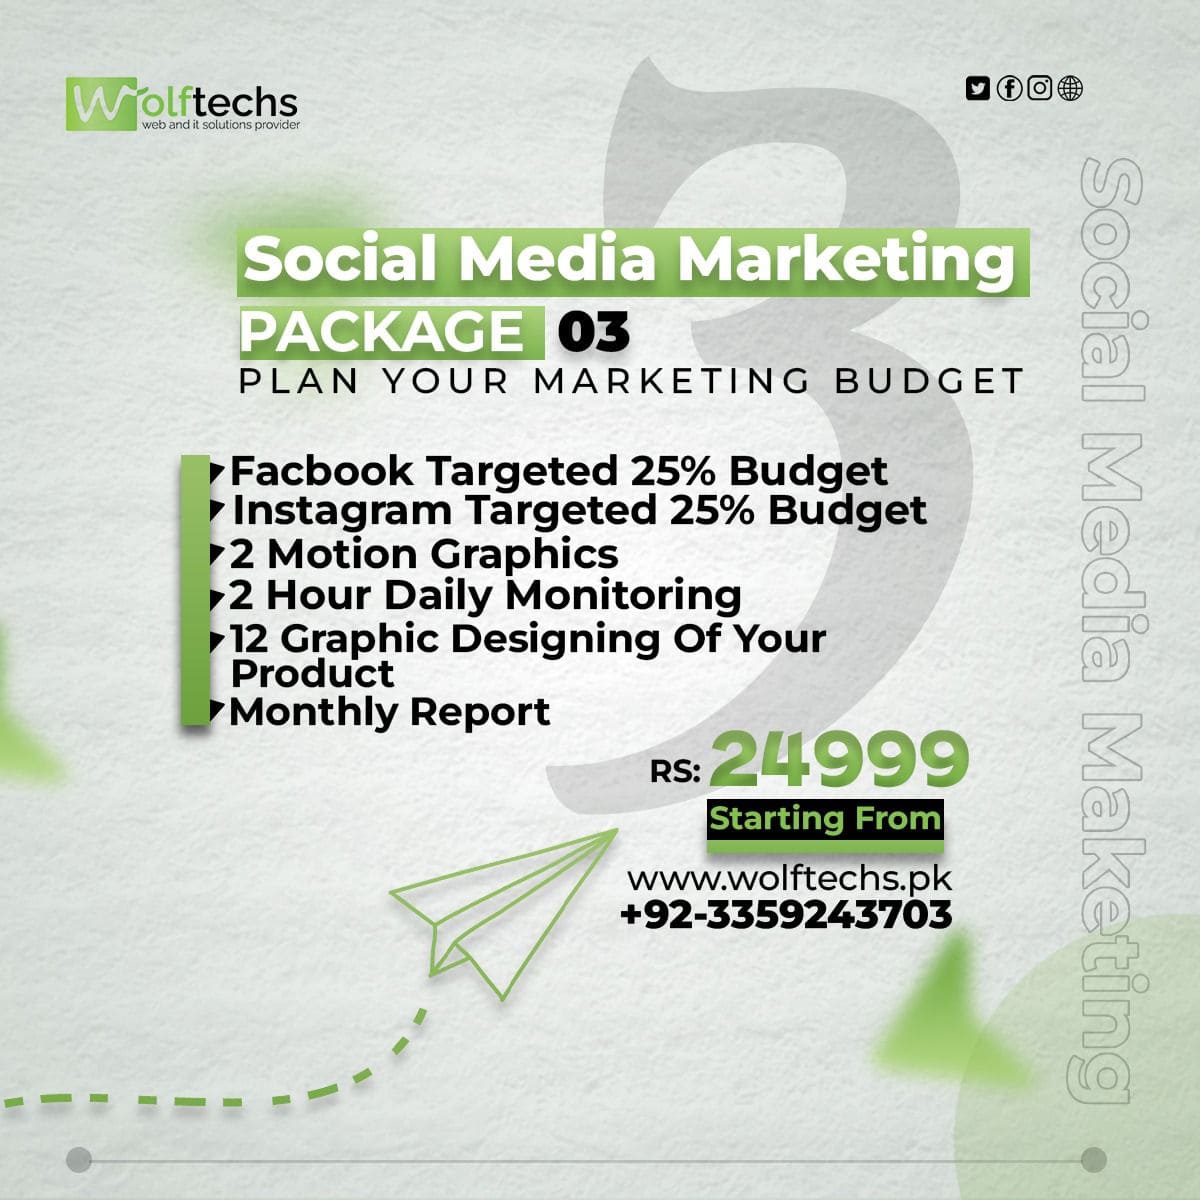 Wolftechs
web and it solutions provider
Social Media Marketing
PACKAGE 03
PLAN YOUR MARKETING BUDGET
Facbook Targeted 25% Budget
Instagram Targeted 25% Budget
2 Motion Graphics
2 Hour Daily Monitoring
12 Graphic Designing Of Your
Product
Monthly Report
RS: 24999
Starting From
www.wolftechs.pk
+92-3359243703
3
Social Media Maketing